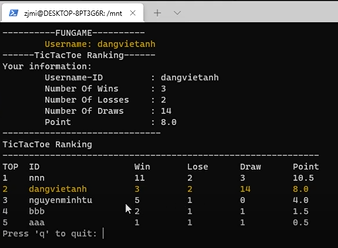 zjmi@DESKTOP-8PT3G6R: /mnt
----------FUNGAME----------
Username: dangvietanh
------TicTacToe Ranking------
Your information:
Username-ID : dangvietanh
Number Of Wins : 3
Number Of Losses : 2
Number Of Draws : 14
Point : 8.0
-----------------------------
TicTacToe Ranking
-----------------------------------------------------------
TOP ID Win Lose Draw Point
1 nnn 11 2 3 10.5
2 dangvietanh 3 2 14 8.0
3 nguyenminhtu 5 1 0 4.0
4 bbb 2 1 1 1.5
5 aaa 1 1 1 0.5
Press 'q' to quit: